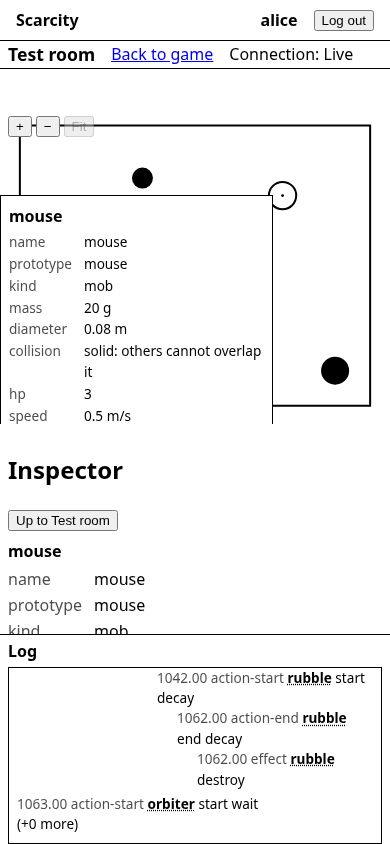 Scarcity alice Log out
Test room Back to game Connection: Live
+ − Fit
mouse
name mouse
prototype mouse
kind mob
mass 20 g
diameter 0.08 m
collision solid: others cannot overlap
it
hp 3
speed 0.5 m/s
Inspector
Up to Test room
mouse
name mouse
prototype mouse
kind mob
Log
1042.00 action-start rubble start
decay
1062.00 action-end rubble
end decay
1062.00 effect rubble
destroy
1063.00 action-start orbiter start wait
(+0 more)